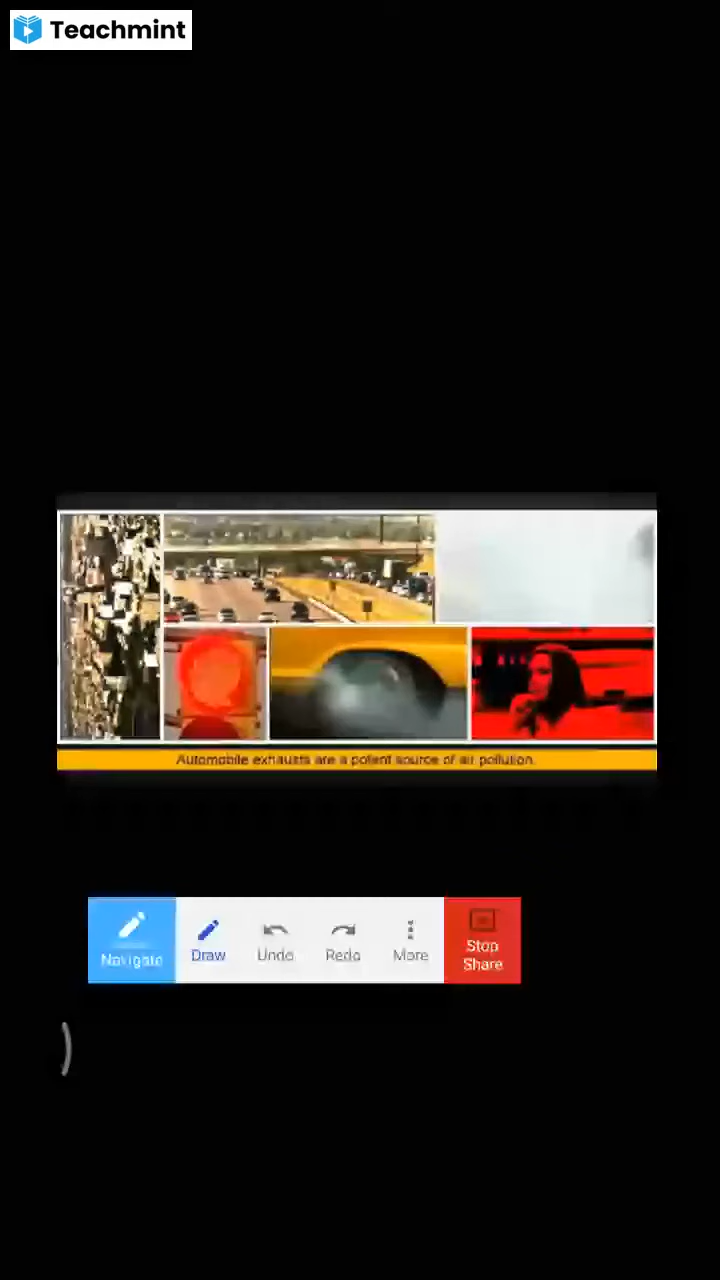 Teachmint
Automobile exhausts are a potent source of air pollution.
Navigate
Draw
Undo
Redo
More
Stop
Share